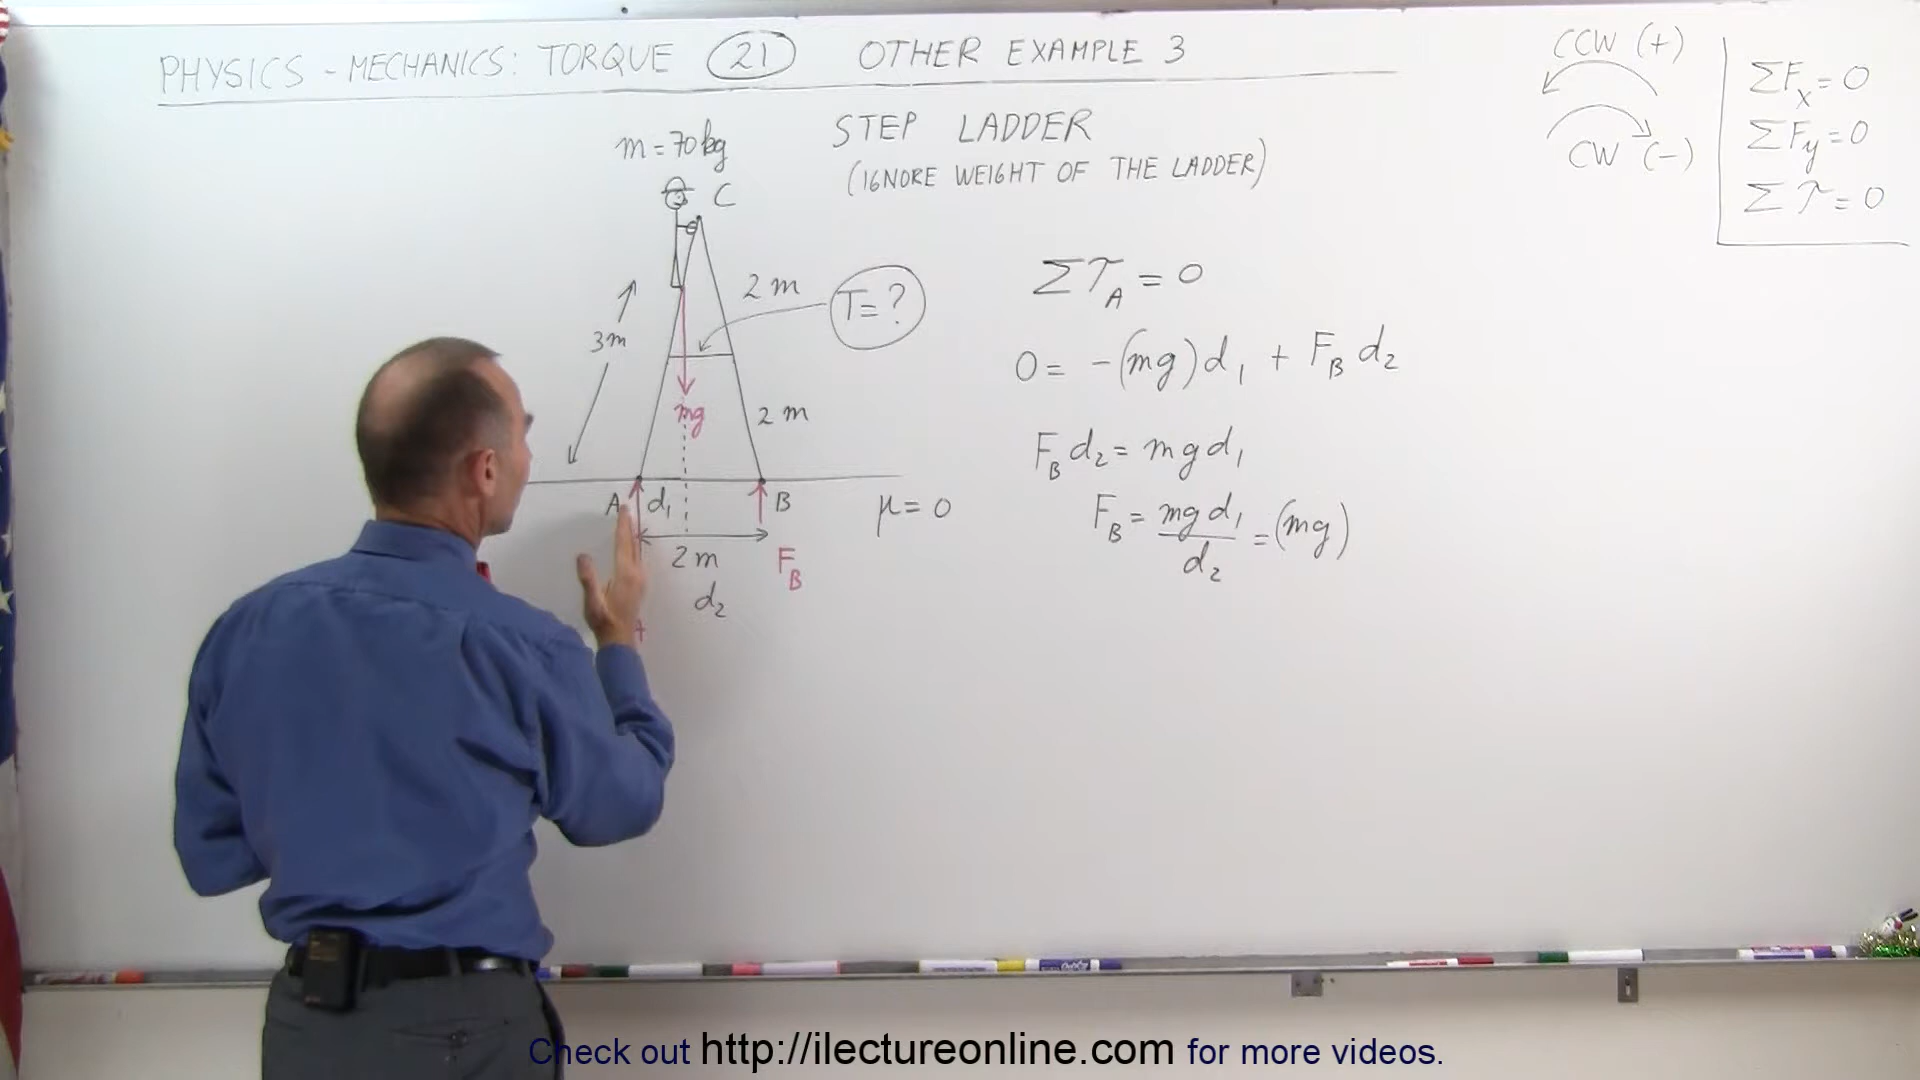 PHYSICS - MECHANICS: TORQUE 21 OTHER EXAMPLE 3
CCW (+)
CW (-)
ΣFx = 0
ΣFy = 0
Στ = 0
STEP LADDER
(IGNORE WEIGHT OF THE LADDER)
m = 70 kg
C
2 m
T = ?
3 m
mg
2 m
A
d1
B
μ = 0
2 m
d2
FB
ΣτA = 0
0 = -(mg)d1 + FB d2
FB d2 = mg d1
FB = mg d1 / d2 = (mg)
Check out http://ilectureonline.com for more videos.